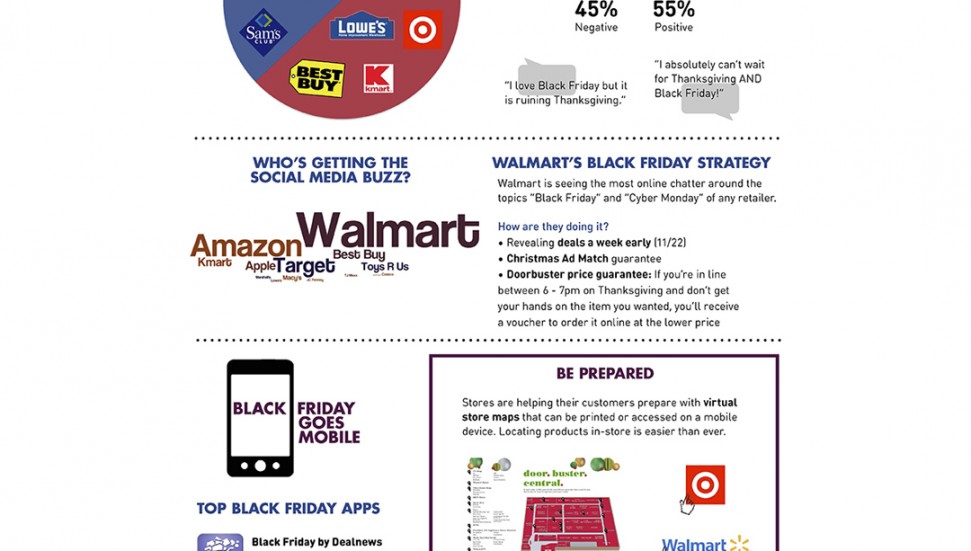 Sam's
CLUB
LOWE'S
Home Improvement Warehouse
BEST
BUY
K
kmart
45%
Negative
55%
Positive
"I love Black Friday but it
is ruining Thanksgiving."
"I absolutely can't wait
for Thanksgiving AND
Black Friday!"
WHO'S GETTING THE
SOCIAL MEDIA BUZZ?
Walmart
Amazon
Best Buy
Kmart
Apple
Target
Toys R Us
Macy's
WALMART'S BLACK FRIDAY STRATEGY
Walmart is seeing the most online chatter around the
topics "Black Friday" and "Cyber Monday" of any retailer.
How are they doing it?
• Revealing deals a week early (11/22)
• Christmas Ad Match guarantee
• Doorbuster price guarantee: If you're in line
between 6 - 7pm on Thanksgiving and don't get
your hands on the item you wanted, you'll receive
a voucher to order it online at the lower price
BLACK FRIDAY
GOES
MOBILE
TOP BLACK FRIDAY APPS
Black Friday by Dealnews
BE PREPARED
Stores are helping their customers prepare with virtual
store maps that can be printed or accessed on a mobile
device. Locating products in-store is easier than ever.
door. buster.
central.
Walmart